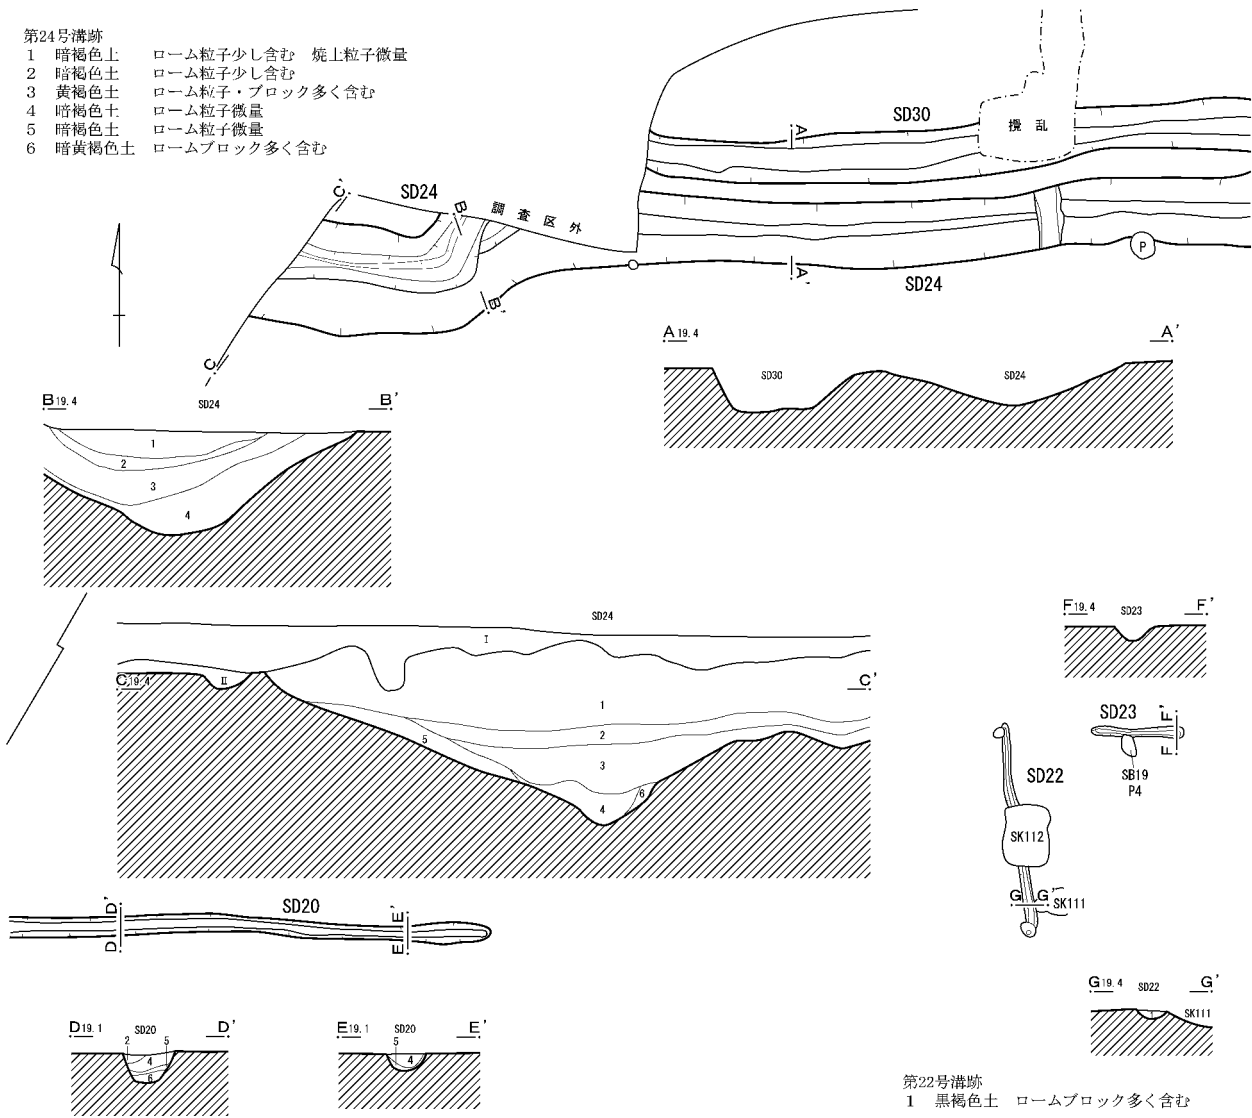 第24号溝跡
1 暗褐色土 ローム粒子少し含む 焼土粒子微量
2 暗褐色土 ローム粒子少し含む
3 黄褐色土 ローム粒子・ブロック多く含む
4 暗褐色土 ローム粒子微量
5 暗褐色土 ローム粒子微量
6 暗黄褐色土 ロームブロック多く含む
SD30
攪乱
A
C'
SD24
B
調査区外
P
A'
SD24
B'
C
A 19.4 A'
SD30 SD24
B 19.4 SD24 B'
1
2
3
4
SD24
I
C 19.4 II C'
1
2
5
3
6
4
F 19.4 SD23 F'
SD23
F'
F
SB19
P4
SD22
SK112
G G'
SK111
SD20
D' E'
D E
G 19.4 SD22 G'
1
SK111
D 19.1 SD20 D'
2 5
4
6
E 19.1 SD20 E'
5
4
第22号溝跡
1 黒褐色土 ロームブロック多く含む